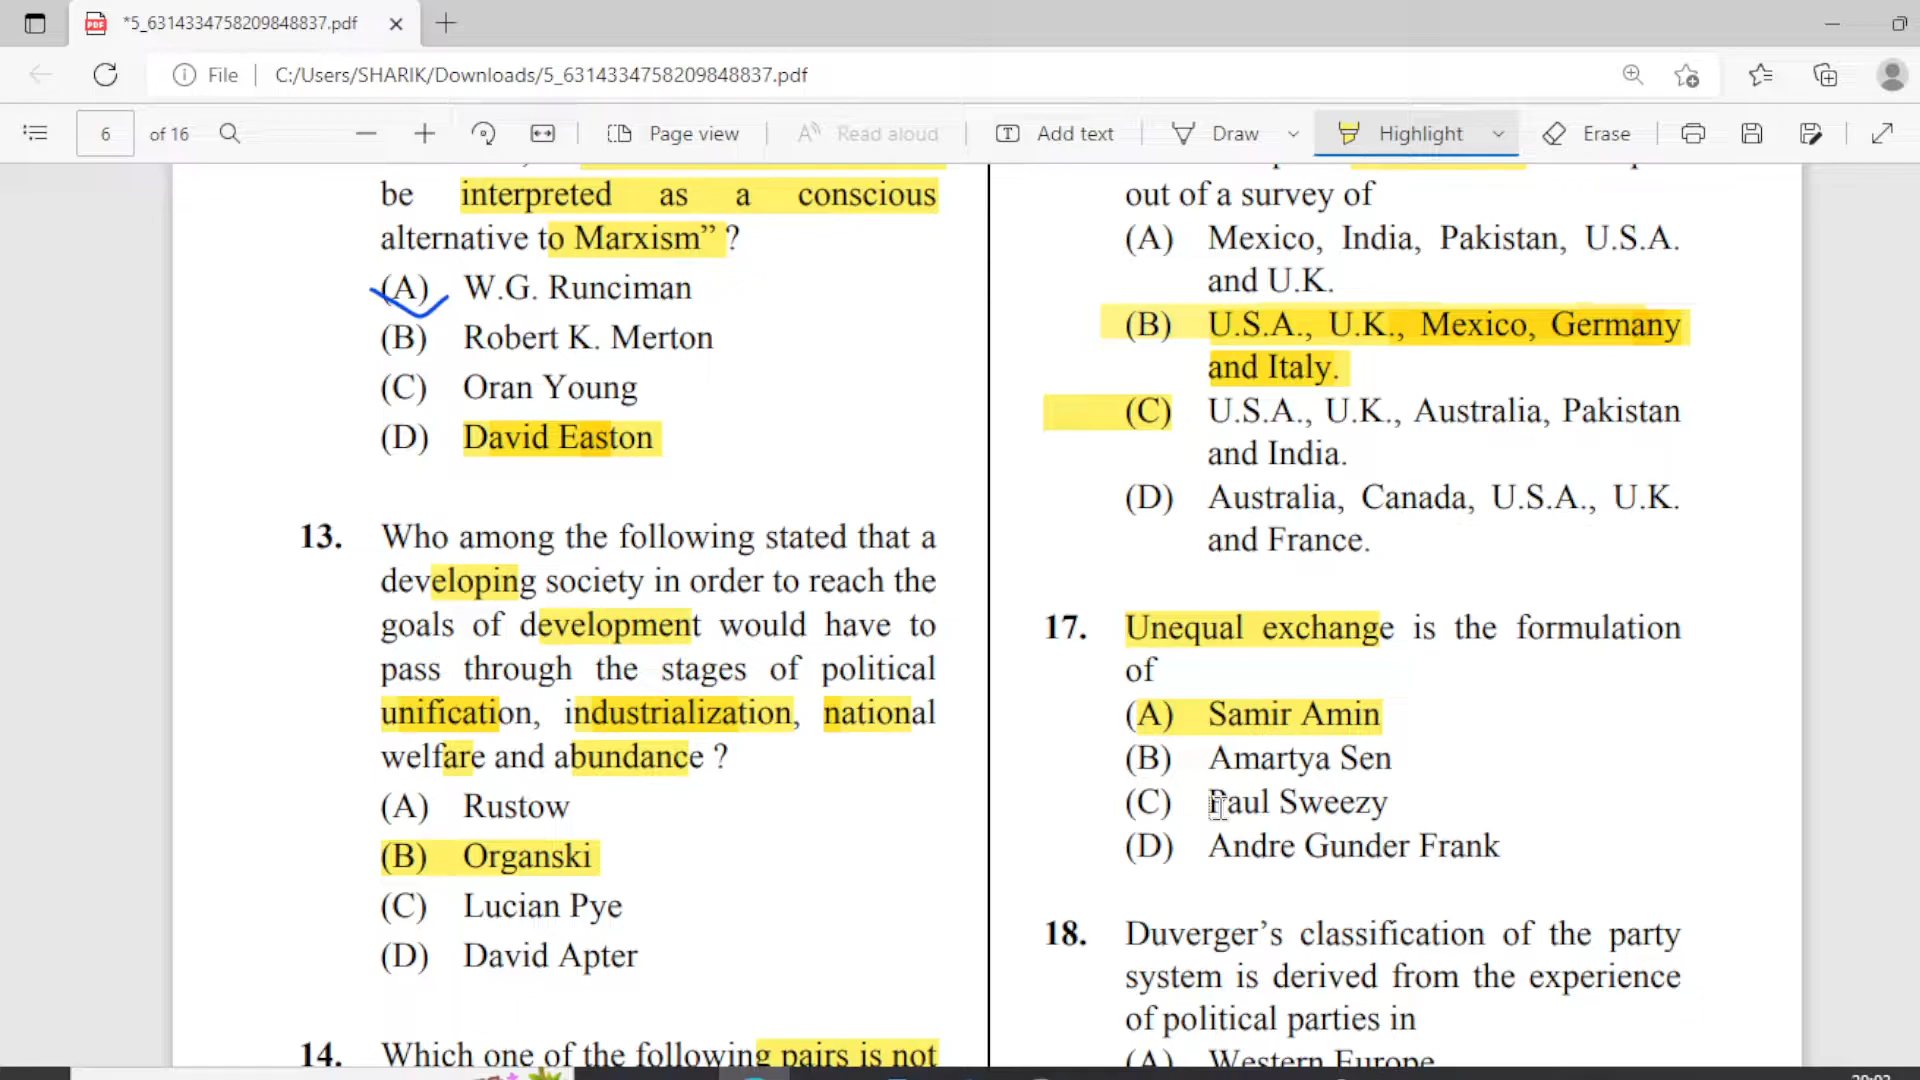 *5_6314334758209848837.pdf
File
C:/Users/SHARIK/Downloads/5_6314334758209848837.pdf
6 of 16
Page view
Read aloud
Add text
Draw
Highlight
Erase
be interpreted as a conscious
alternative to Marxism” ?
(A) W.G. Runciman
(B) Robert K. Merton
(C) Oran Young
(D) David Easton
13. Who among the following stated that a
developing society in order to reach the
goals of development would have to
pass through the stages of political
unification, industrialization, national
welfare and abundance ?
(A) Rustow
(B) Organski
(C) Lucian Pye
(D) David Apter
14. Which one of the following pairs is not
out of a survey of
(A) Mexico, India, Pakistan, U.S.A.
and U.K.
(B) U.S.A., U.K., Mexico, Germany
and Italy.
(C) U.S.A., U.K., Australia, Pakistan
and India.
(D) Australia, Canada, U.S.A., U.K.
and France.
17. Unequal exchange is the formulation
of
(A) Samir Amin
(B) Amartya Sen
(C) Paul Sweezy
(D) Andre Gunder Frank
18. Duverger’s classification of the party
system is derived from the experience
of political parties in
(A) Western Europe